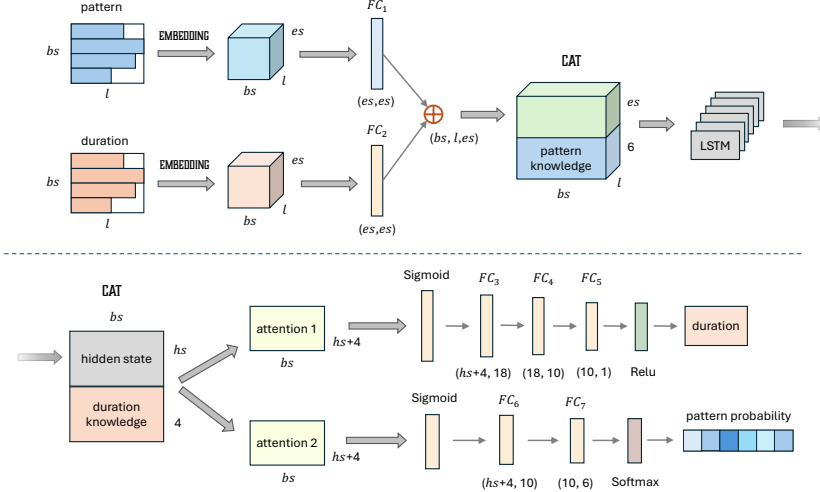 pattern
bs
EMBEDDING
es
FC₁
l
bs
l
(es,es)
CAT
es
(bs, l,es)
pattern knowledge
6
LSTM
bs
l
duration
bs
EMBEDDING
es
FC₂
l
bs
l
(es,es)
CAT
bs
hidden state
hs
duration knowledge
4
attention 1
bs
hs+4
Sigmoid
FC₃
FC₄
FC₅
duration
(hs+4, 18)
(18, 10)
(10, 1)
Relu
attention 2
bs
hs+4
Sigmoid
FC₆
FC₇
pattern probability
(hs+4, 10)
(10, 6)
Softmax